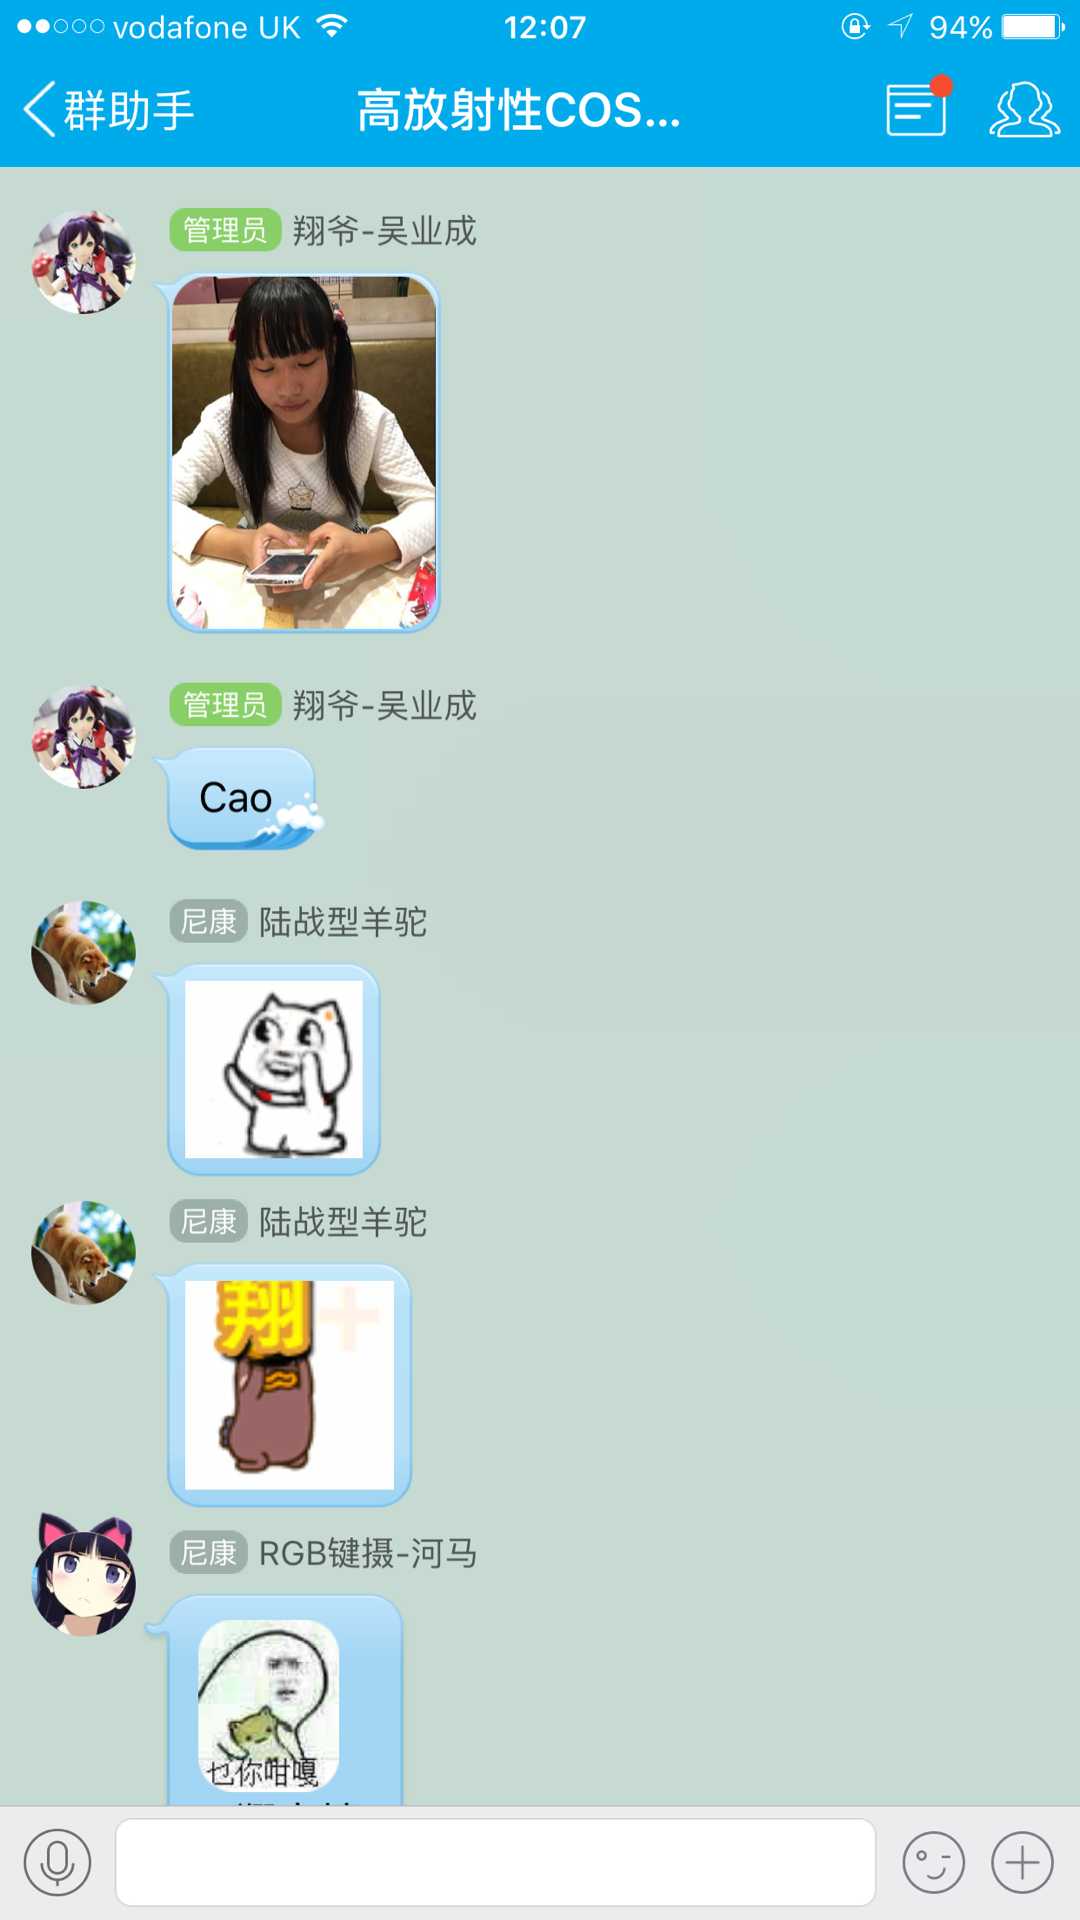 vodafone UK 12:07 94%
群助手 高放射性COS...
管理员 翔爷-吴业成
管理员 翔爷-吴业成
Cao
尼康 陆战型羊驼
尼康 陆战型羊驼
翔+
尼康 RGB键摄-河马
也你咁嘎